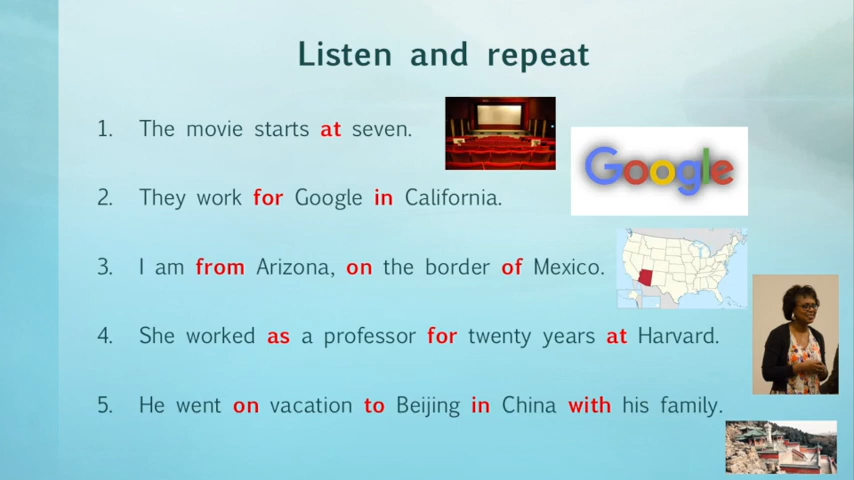 Listen and repeat
1. The movie starts at seven.
Google
2. They work for Google in California.
3. I am from Arizona, on the border of Mexico.
4. She worked as a professor for twenty years at Harvard.
5. He went on vacation to Beijing in China with his family.